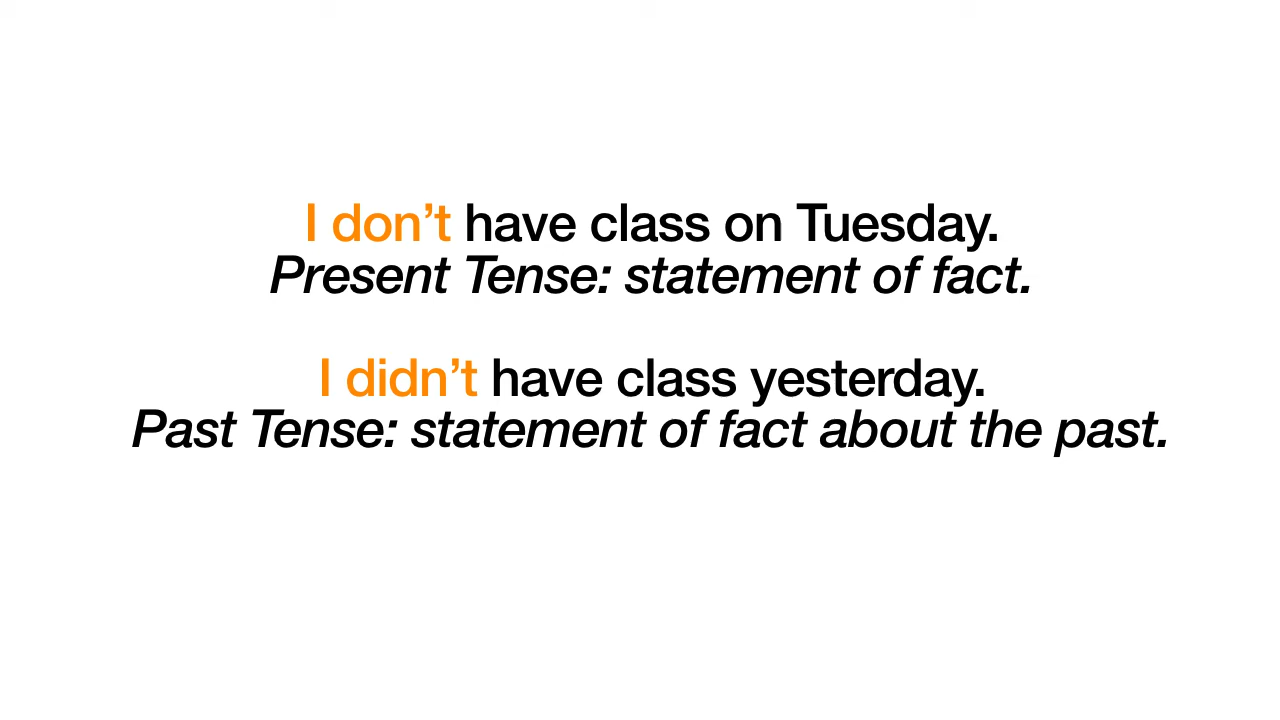 I don’t have class on Tuesday.
Present Tense: statement of fact.
I didn’t have class yesterday.
Past Tense: statement of fact about the past.